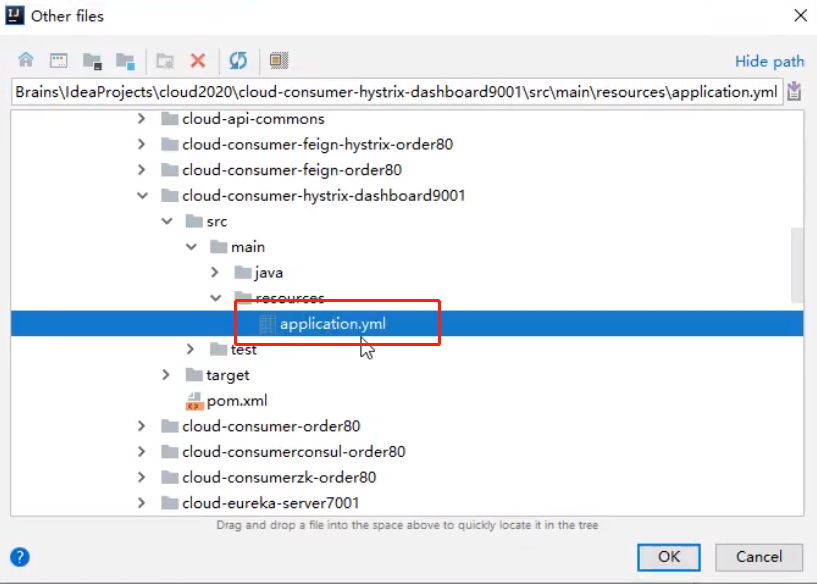 Other files
Hide path
Brains\IdeaProjects\cloud2020\cloud-consumer-hystrix-dashboard9001\src\main\resources\application.yml
cloud-api-commons
cloud-consumer-feign-hystrix-order80
cloud-consumer-feign-order80
cloud-consumer-hystrix-dashboard9001
src
main
java
resources
application.yml
test
target
pom.xml
cloud-consumer-order80
cloud-consumerconsul-order80
cloud-consumerzk-order80
cloud-eureka-server7001
Drag and drop a file into the space above to quickly locate it in the tree
?
OK
Cancel